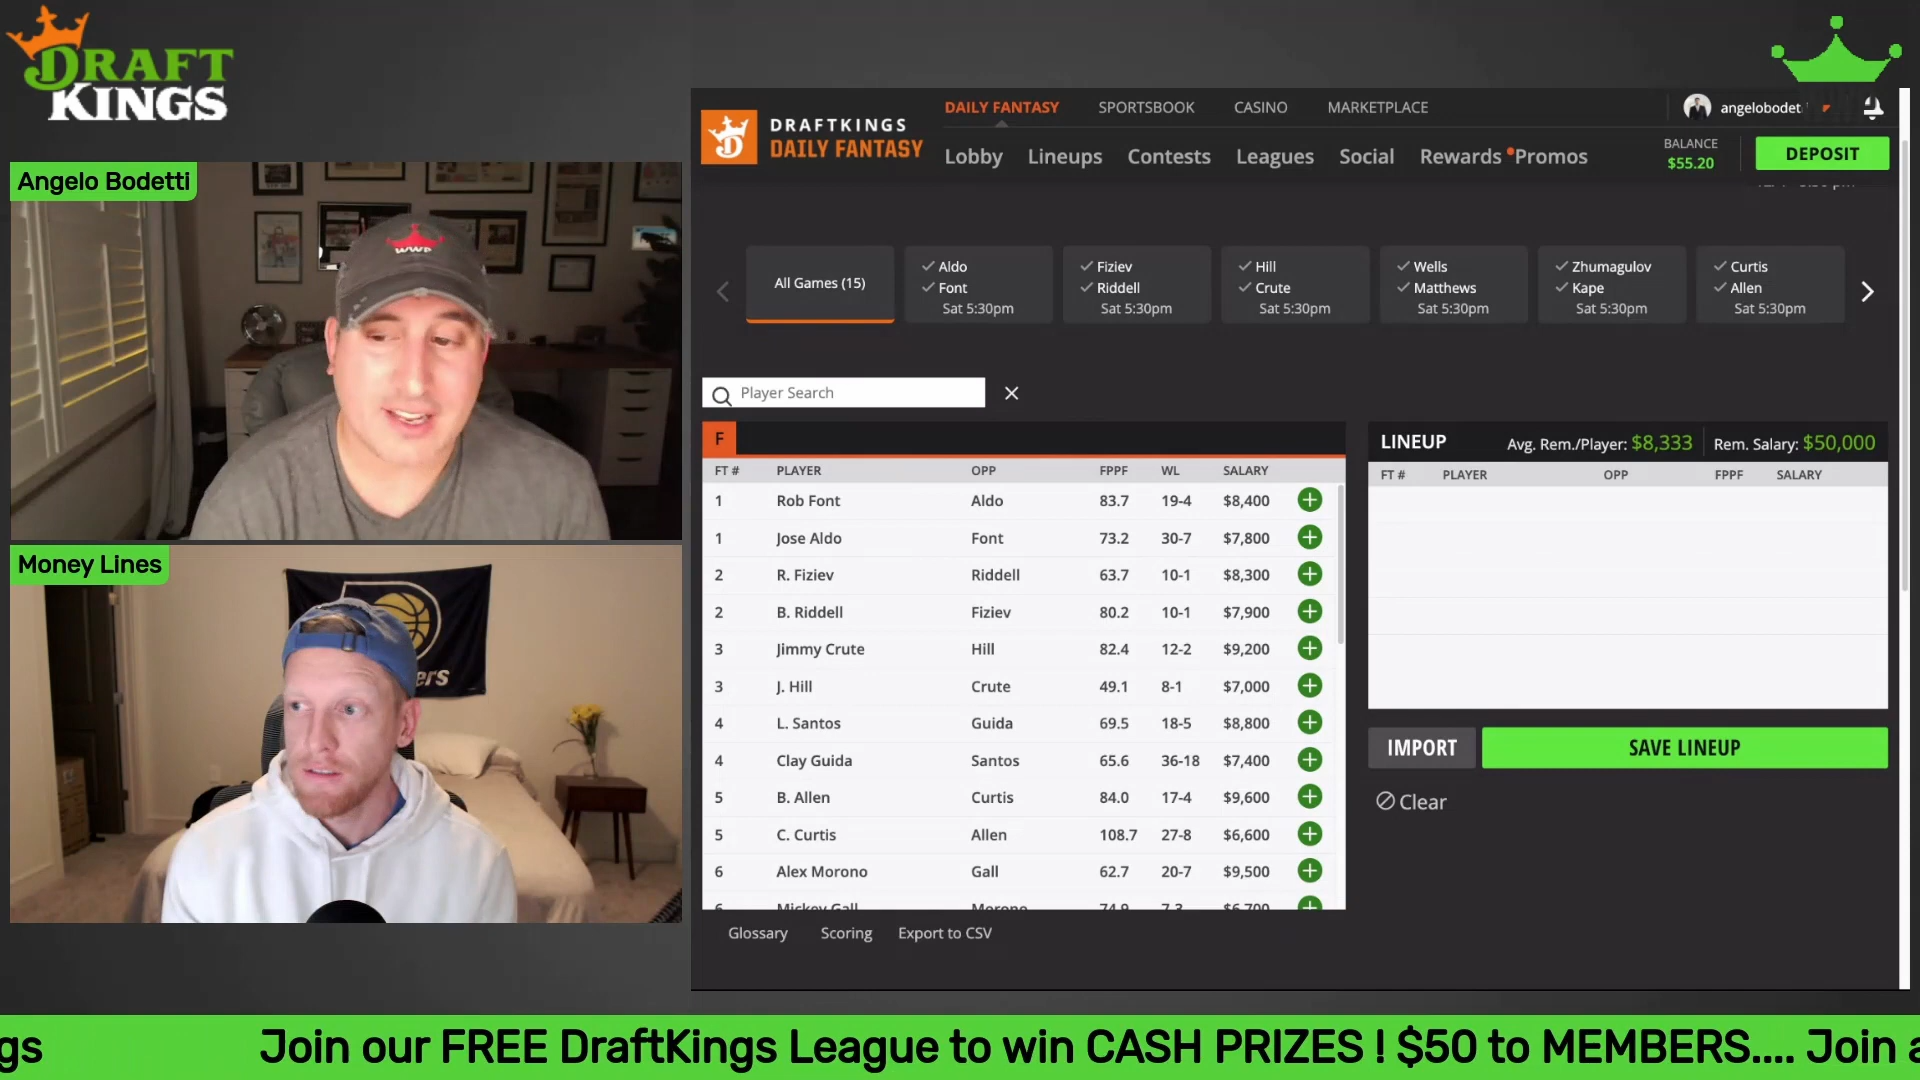 DRAFT
KINGS
Angelo Bodetti
WWP
Money Lines
DRAFTKINGS
DAILY FANTASY
DAILY FANTASY SPORTSBOOK CASINO MARKETPLACE
angelobodet
Lobby Lineups Contests Leagues Social Rewards Promos
BALANCE
$55.20
DEPOSIT
All Games (15)
Aldo
Font
Sat 5:30pm
Fiziev
Riddell
Sat 5:30pm
Hill
Crute
Sat 5:30pm
Wells
Matthews
Sat 5:30pm
Zhumagulov
Kape
Sat 5:30pm
Curtis
Allen
Sat 5:30pm
Player Search
F
FT # PLAYER OPP FPPF WL SALARY
1 Rob Font Aldo 83.7 19-4 $8,400
1 Jose Aldo Font 73.2 30-7 $7,800
2 R. Fiziev Riddell 63.7 10-1 $8,300
2 B. Riddell Fiziev 80.2 10-1 $7,900
3 Jimmy Crute Hill 82.4 12-2 $9,200
3 J. Hill Crute 49.1 8-1 $7,000
4 L. Santos Guida 69.5 18-5 $8,800
4 Clay Guida Santos 65.6 36-18 $7,400
5 B. Allen Curtis 84.0 17-4 $9,600
5 C. Curtis Allen 108.7 27-8 $6,600
6 Alex Morono Gall 62.7 20-7 $9,500
6 Mickey Gall Morono 74.9 7-3 $6,700
Glossary Scoring Export to CSV
LINEUP Avg. Rem./Player: $8,333 Rem. Salary: $50,000
FT # PLAYER OPP FPPF SALARY
IMPORT SAVE LINEUP
Clear
gs Join our FREE DraftKings League to win CASH PRIZES ! $50 to MEMBERS.... Join a